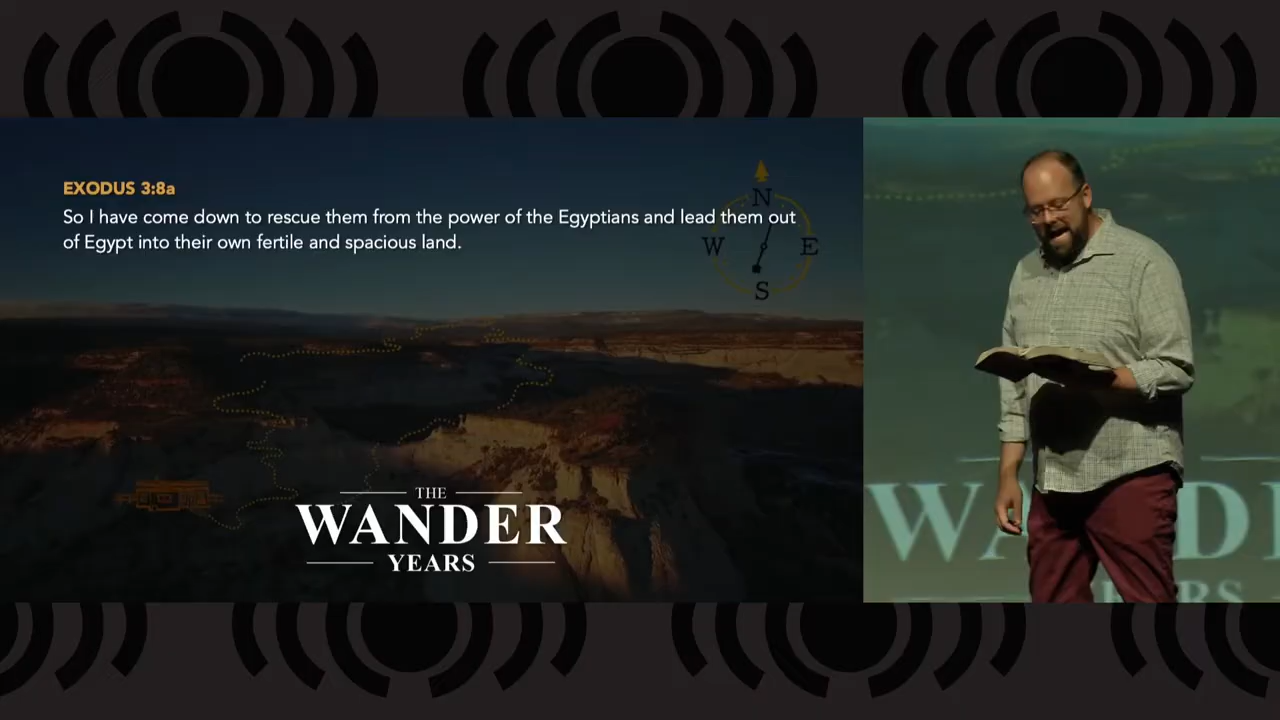 EXODUS 3:8a
So I have come down to rescue them from the power of the Egyptians and lead them out
of Egypt into their own fertile and spacious land.
N
W E
S
THE
WANDER
YEARS